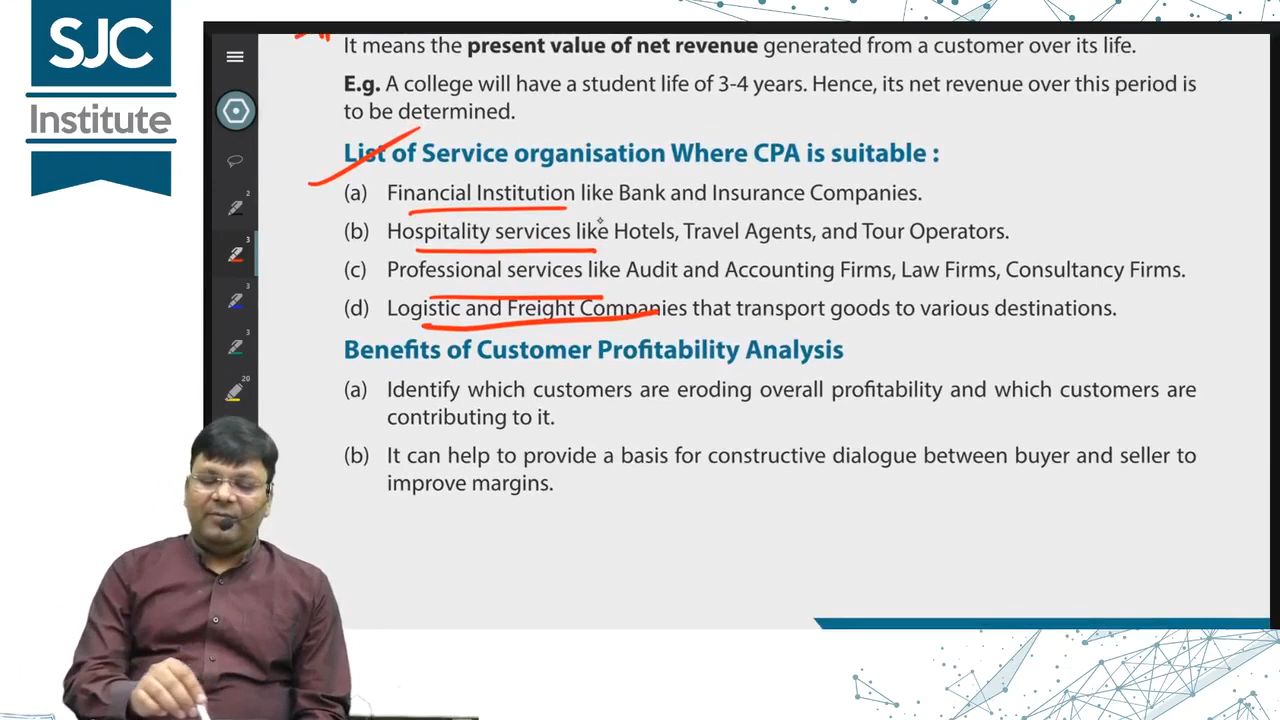 SJC
Institute
It means the present value of net revenue generated from a customer over its life.
E.g. A college will have a student life of 3-4 years. Hence, its net revenue over this period is
to be determined.
List of Service organisation Where CPA is suitable :
(a) Financial Institution like Bank and Insurance Companies.
(b) Hospitality services like Hotels, Travel Agents, and Tour Operators.
(c) Professional services like Audit and Accounting Firms, Law Firms, Consultancy Firms.
(d) Logistic and Freight Companies that transport goods to various destinations.
Benefits of Customer Profitability Analysis
(a) Identify which customers are eroding overall profitability and which customers are
contributing to it.
(b) It can help to provide a basis for constructive dialogue between buyer and seller to
improve margins.
2
3
3
3
20